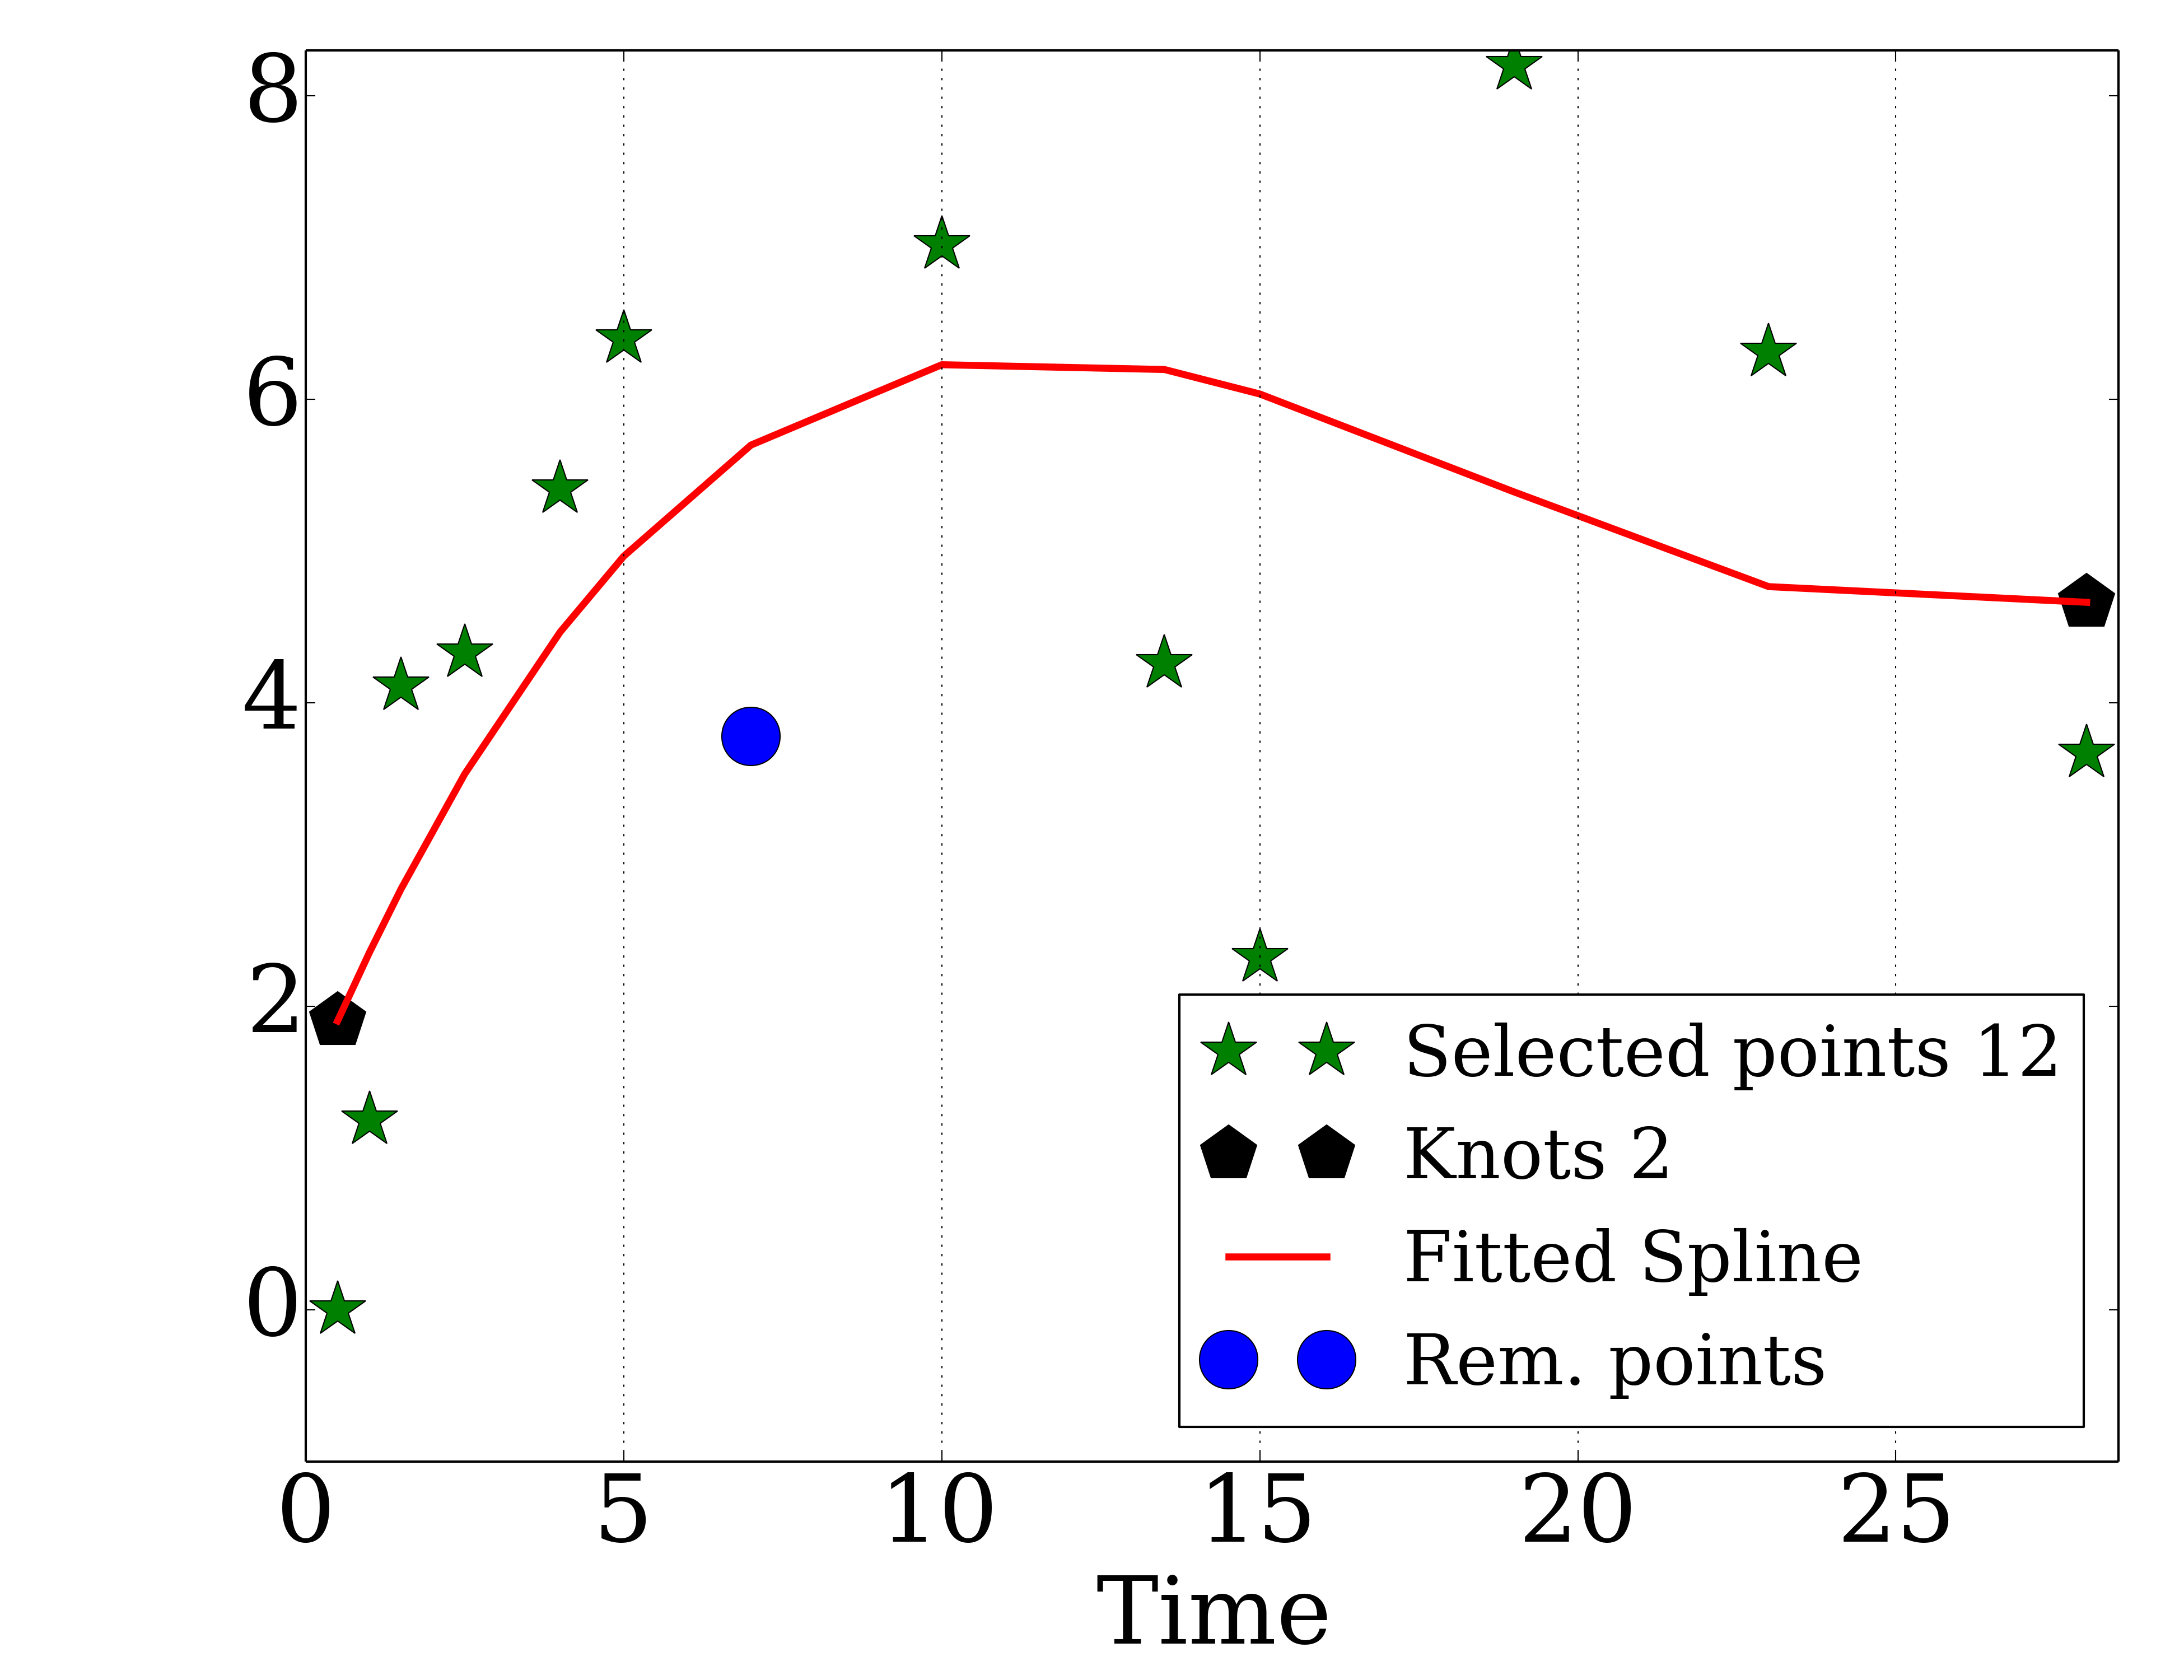 8
6
4
2
0
0 5 10 15 20 25
Time
Selected points 12
Knots 2
Fitted Spline
Rem. points